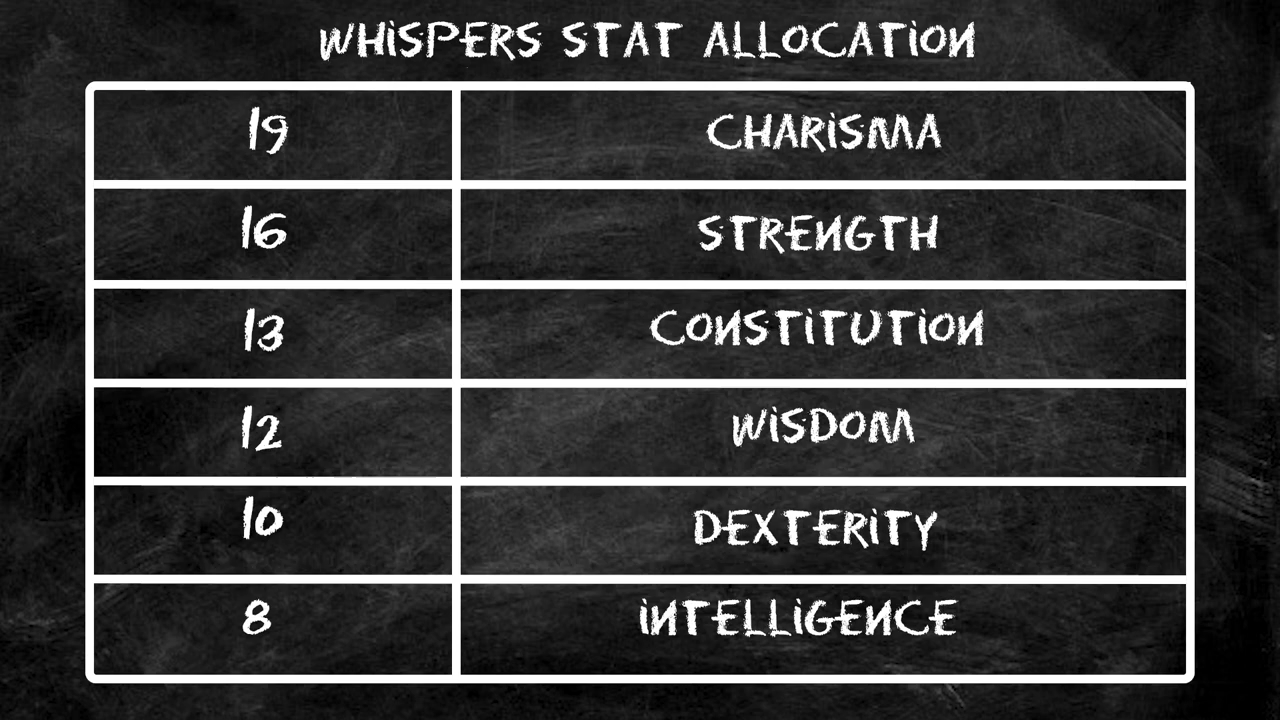 WHiSPERS STAT ALLOCATiON
19 CHARiSMA
16 STRENGTH
13 CONSTiTUTiON
12 WiSDOM
10 DEXTERiTY
8 iNTELLiGENCE